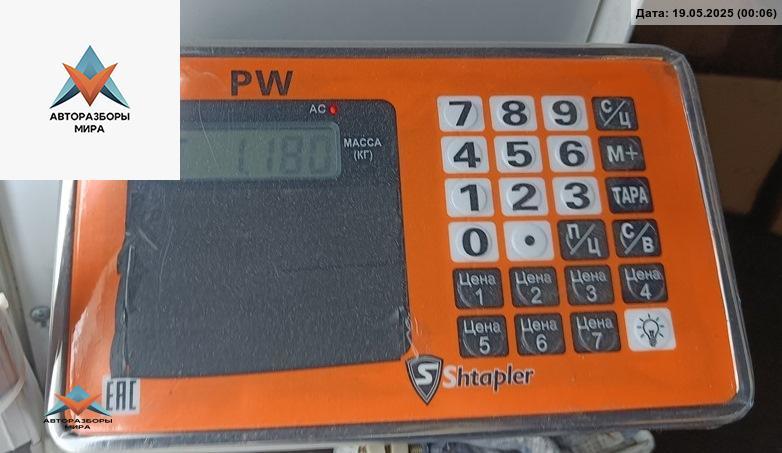 Дата: 19.05.2025 (00:06)
АВТОРАЗБОРЫ
МИРА
PW
AC
1.180
МАССА
(КГ)
7 8 9 С/Ц
4 5 6 М+
1 2 3 ТАРА
0 . П/Ц С/В
Цена 1 Цена 2 Цена 3 Цена 4
Цена 5 Цена 6 Цена 7
S Shtapler
EAC
АВТОРАЗБОРЫ
МИРА